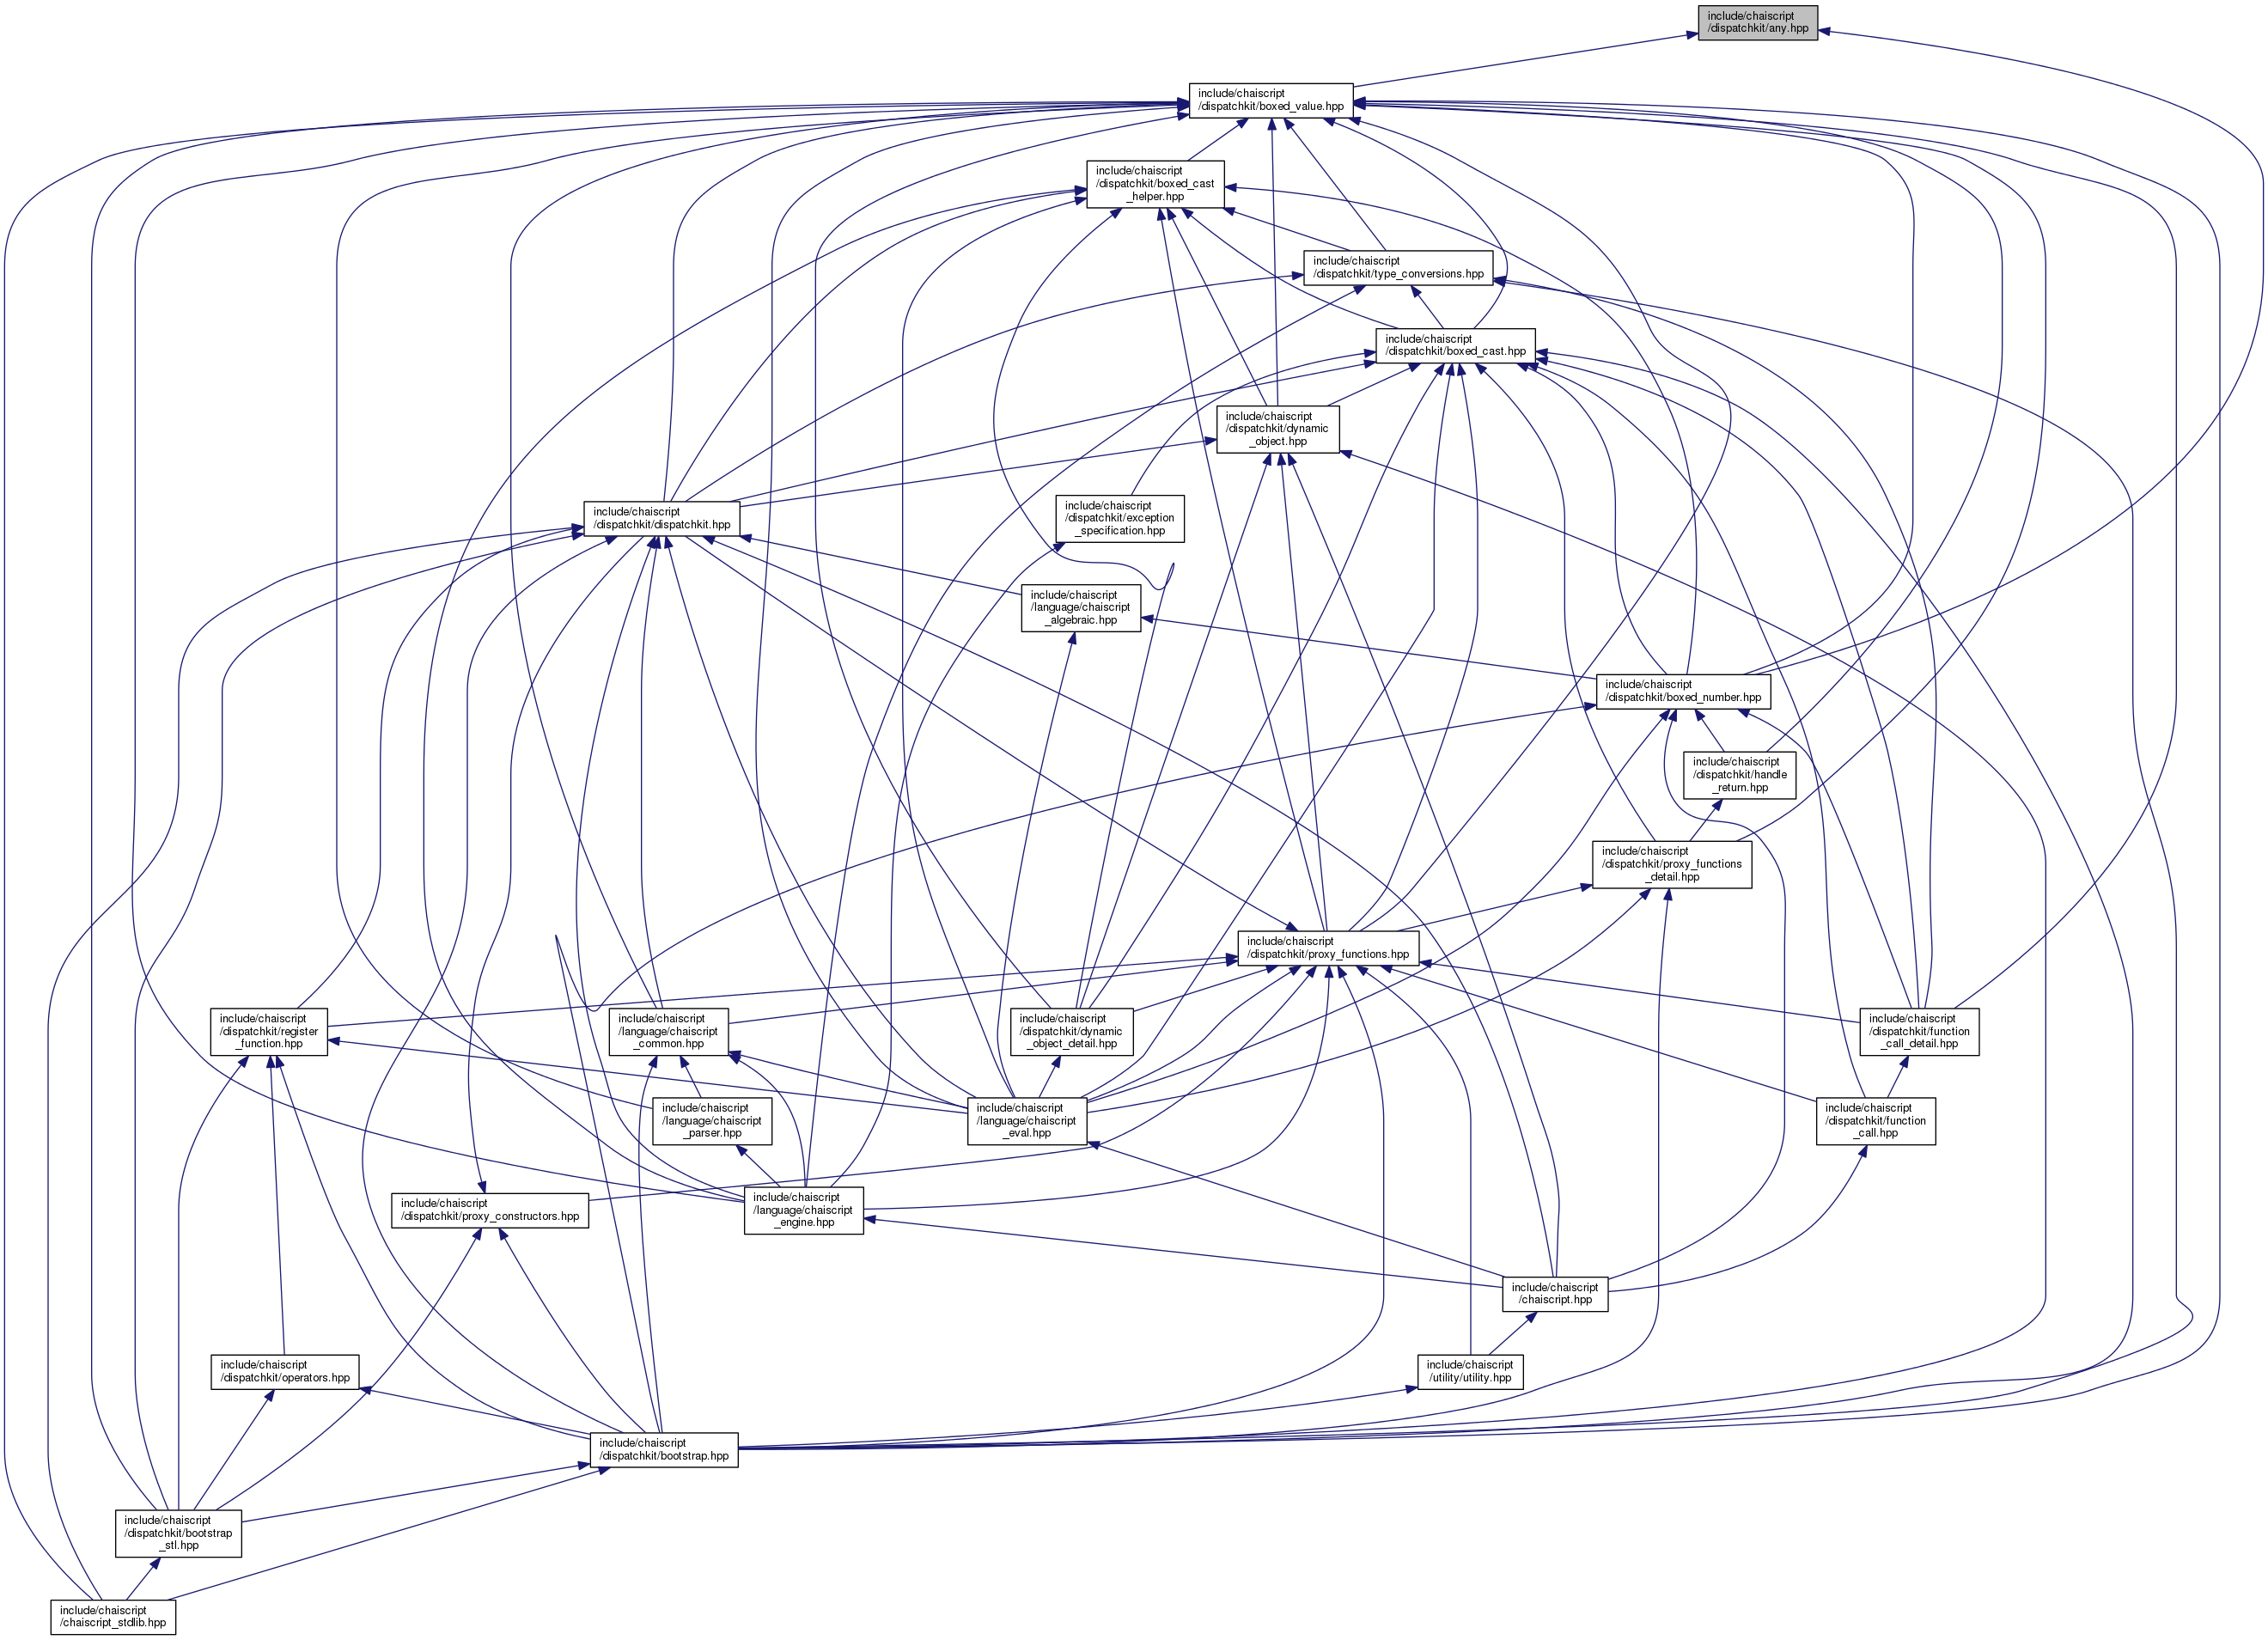 include/chaiscript
/dispatchkit/any.hpp
include/chaiscript
/dispatchkit/boxed_value.hpp
include/chaiscript
/dispatchkit/boxed_cast
_helper.hpp
include/chaiscript
/dispatchkit/type_conversions.hpp
include/chaiscript
/dispatchkit/boxed_cast.hpp
include/chaiscript
/dispatchkit/dynamic
_object.hpp
include/chaiscript
/dispatchkit/dispatchkit.hpp
include/chaiscript
/dispatchkit/exception
_specification.hpp
include/chaiscript
/language/chaiscript
_algebraic.hpp
include/chaiscript
/dispatchkit/boxed_number.hpp
include/chaiscript
/dispatchkit/handle
_return.hpp
include/chaiscript
/dispatchkit/proxy_functions
_detail.hpp
include/chaiscript
/dispatchkit/proxy_functions.hpp
include/chaiscript
/dispatchkit/register
_function.hpp
include/chaiscript
/language/chaiscript
_common.hpp
include/chaiscript
/dispatchkit/dynamic
_object_detail.hpp
include/chaiscript
/dispatchkit/function
_call_detail.hpp
include/chaiscript
/language/chaiscript
_parser.hpp
include/chaiscript
/language/chaiscript
_eval.hpp
include/chaiscript
/dispatchkit/function
_call.hpp
include/chaiscript
/dispatchkit/proxy_constructors.hpp
include/chaiscript
/language/chaiscript
_engine.hpp
include/chaiscript
/chaiscript.hpp
include/chaiscript
/dispatchkit/operators.hpp
include/chaiscript
/utility/utility.hpp
include/chaiscript
/dispatchkit/bootstrap.hpp
include/chaiscript
/dispatchkit/bootstrap
_stl.hpp
include/chaiscript
/chaiscript_stdlib.hpp